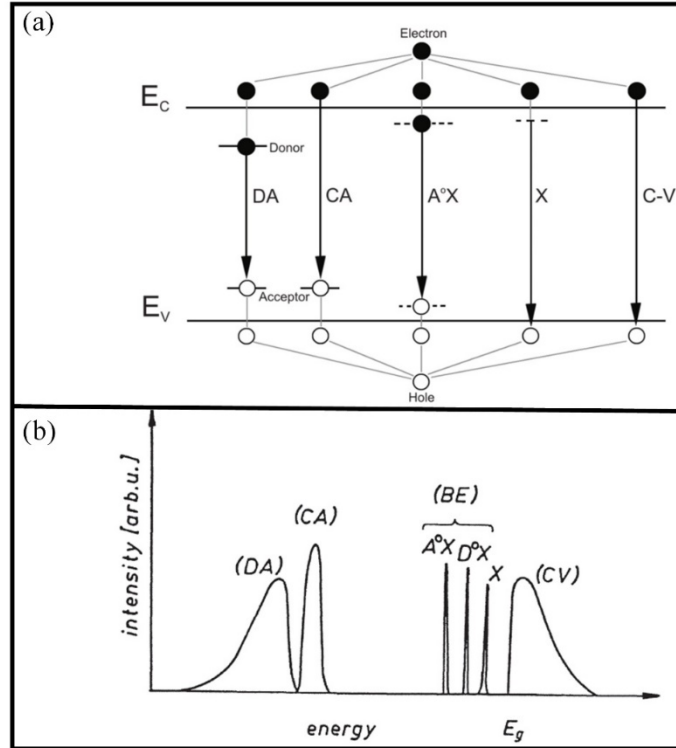 (a)
Electron
E_C
Donor
DA
CA
A°X
X
C-V
Acceptor
E_V
Hole
(b)
intensity [arb.u.]
(DA)
(CA)
(BE)
A°X D°X X
(CV)
energy
E_g